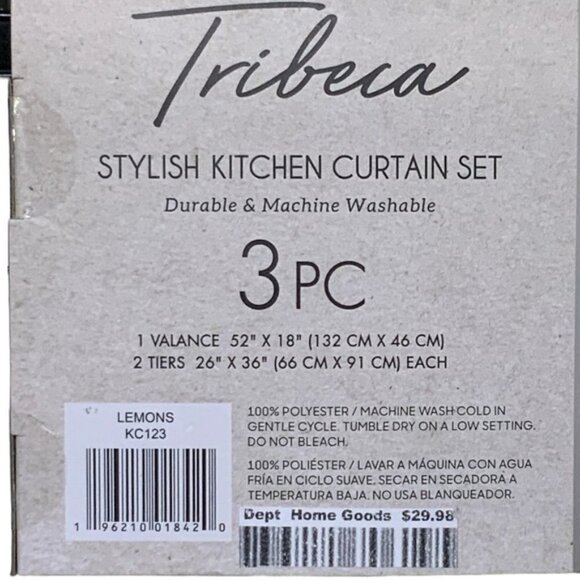 Tribeca
STYLISH KITCHEN CURTAIN SET
Durable & Machine Washable
3 PC
1 VALANCE 52" X 18" (132 CM X 46 CM)
2 TIERS 26" X 36" (66 CM X 91 CM) EACH
LEMONS
KC123
1 96210 01842 0
100% POLYESTER / MACHINE WASH COLD IN
GENTLE CYCLE. TUMBLE DRY ON A LOW SETTING.
DO NOT BLEACH.
100% POLIÉSTER / LAVAR A MÁQUINA CON AGUA
FRÍA EN CICLO SUAVE. SECAR EN SECADORA A
TEMPERATURA BAJA. NO USA BLANQUEADOR.
Dept Home Goods $29.98